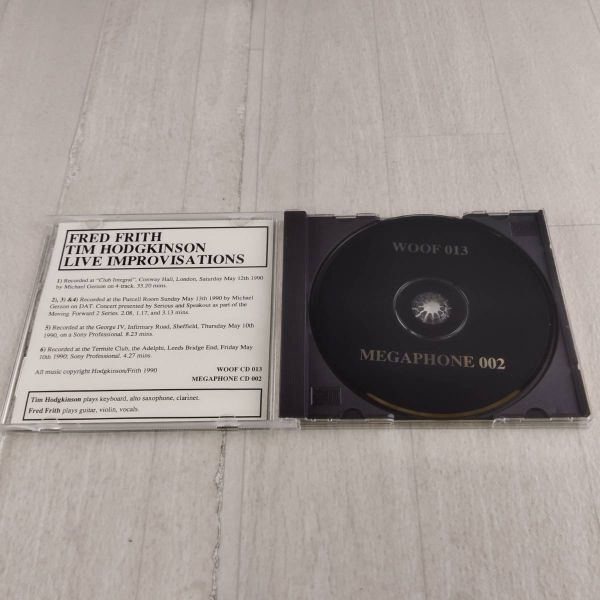 FRED FRITH
TIM HODGKINSON
LIVE IMPROVISATIONS
1) Recorded at "Club Integral", Conway Hall, London, Saturday May 12th 1990
by Michael Gerzon on 4-track. 33.20 mins.
2), 3) &4) Recorded at the Purcell Room Sunday May 13th 1990 by Michael
Gerzon on DAT. Concert presented by Serious and Speakout as part of the
Moving Forward 2 Series. 2.08, 1.17, and 3.13 mins.
5) Recorded at the George IV, Infirmary Road, Sheffield, Thursday May 10th
1990, on a Sony Professional. 8.23 mins.
6) Recorded at the Termite Club, the Adelphi, Leeds Bridge End, Friday May
10th 1990; Sony Professional. 4.27 mins.
All music copyright Hodgkinson/Frith 1990
WOOF CD 013
MEGAPHONE CD 002
Tim Hodgkinson plays keyboard, alto saxophone, clarinet.
Fred Frith plays guitar, violin, vocals.
WOOF 013
MEGAPHONE 002